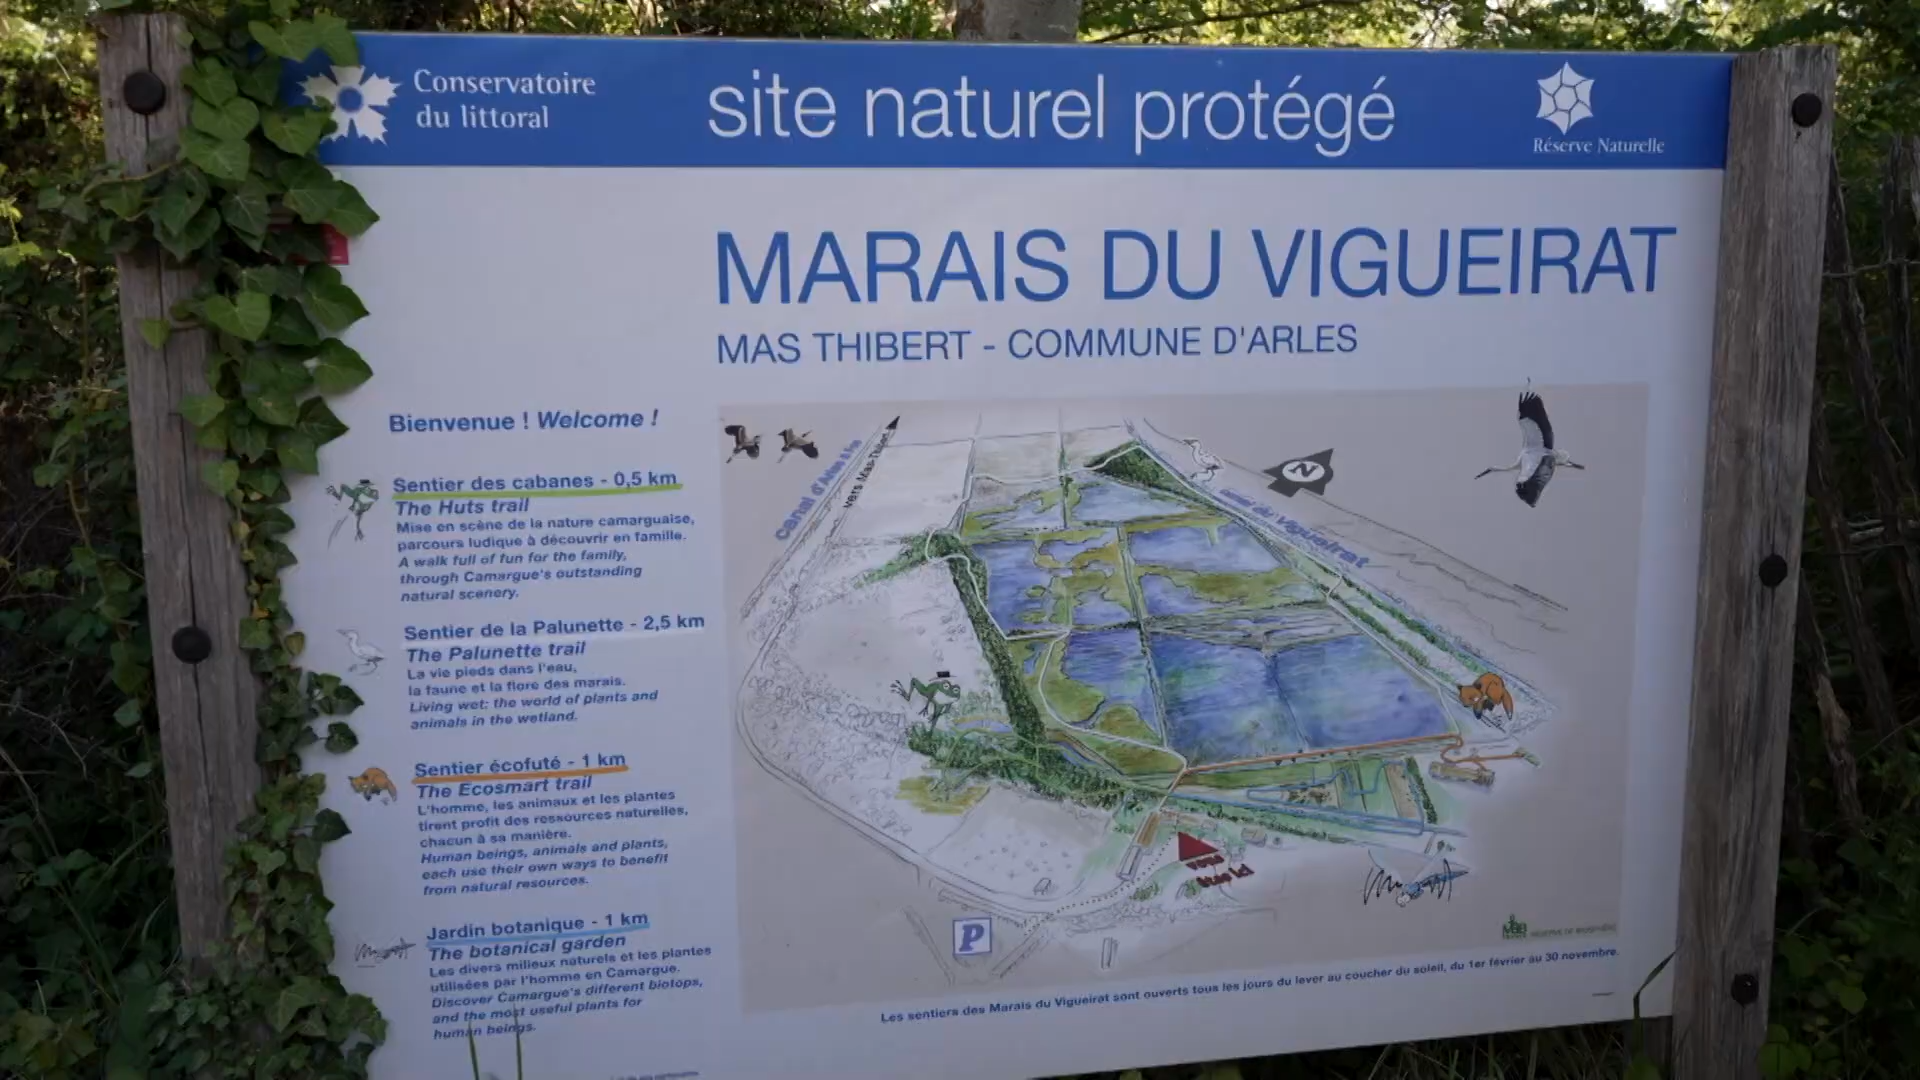 Conservatoire
du littoral
site naturel protégé
Réserve Naturelle
MARAIS DU VIGUEIRAT
MAS THIBERT - COMMUNE D'ARLES
Bienvenue ! Welcome !
Sentier des cabanes - 0,5 km
The Huts trail
Mise en scène de la nature camarguaise,
parcours ludique à découvrir en famille.
A walk full of fun for the family,
through Camargue's outstanding
natural scenery.
Sentier de la Palunette - 2,5 km
The Palunette trail
La vie pieds dans l'eau,
la faune et la flore des marais.
Living wet: the world of plants and
animals in the wetland.
Sentier écofuté - 1 km
The Ecosmart trail
L'homme, les animaux et les plantes
tirent profit des ressources naturelles,
chacun à sa manière.
Human beings, animals and plants,
each use their own ways to benefit
from natural resources.
Jardin botanique - 1 km
The botanical garden
Les divers milieux naturels et les plantes
utilisées par l'homme en Camargue.
Discover Camargue's different biotops,
and the most useful plants for
human beings.
Canal d'Arles à
vers Mas-Thibert
N
canal du Vigueirat
vous
êtes ici
P
RÉSERVE DE BIOSPHÈRE
Les sentiers des Marais du Vigueirat sont ouverts tous les jours du lever au coucher du soleil, du 1er février au 30 novembre.